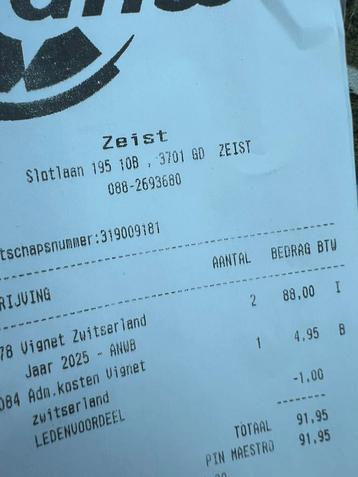 Zeist
Slotlaan 195 10B , 3701 GD ZEIST
088-2693680
tschapsnummer:319009181
RIJVING AANTAL BEDRAG BTW
78 Vignet Zwitserland 2 88,00 I
Jaar 2025 - ANWB
084 Adm.kosten Vignet 1 4,95 B
zwitserland
LEDENVOORDEEL -1,00
TOTAAL 91,95
PIN MAESTRO 91,95